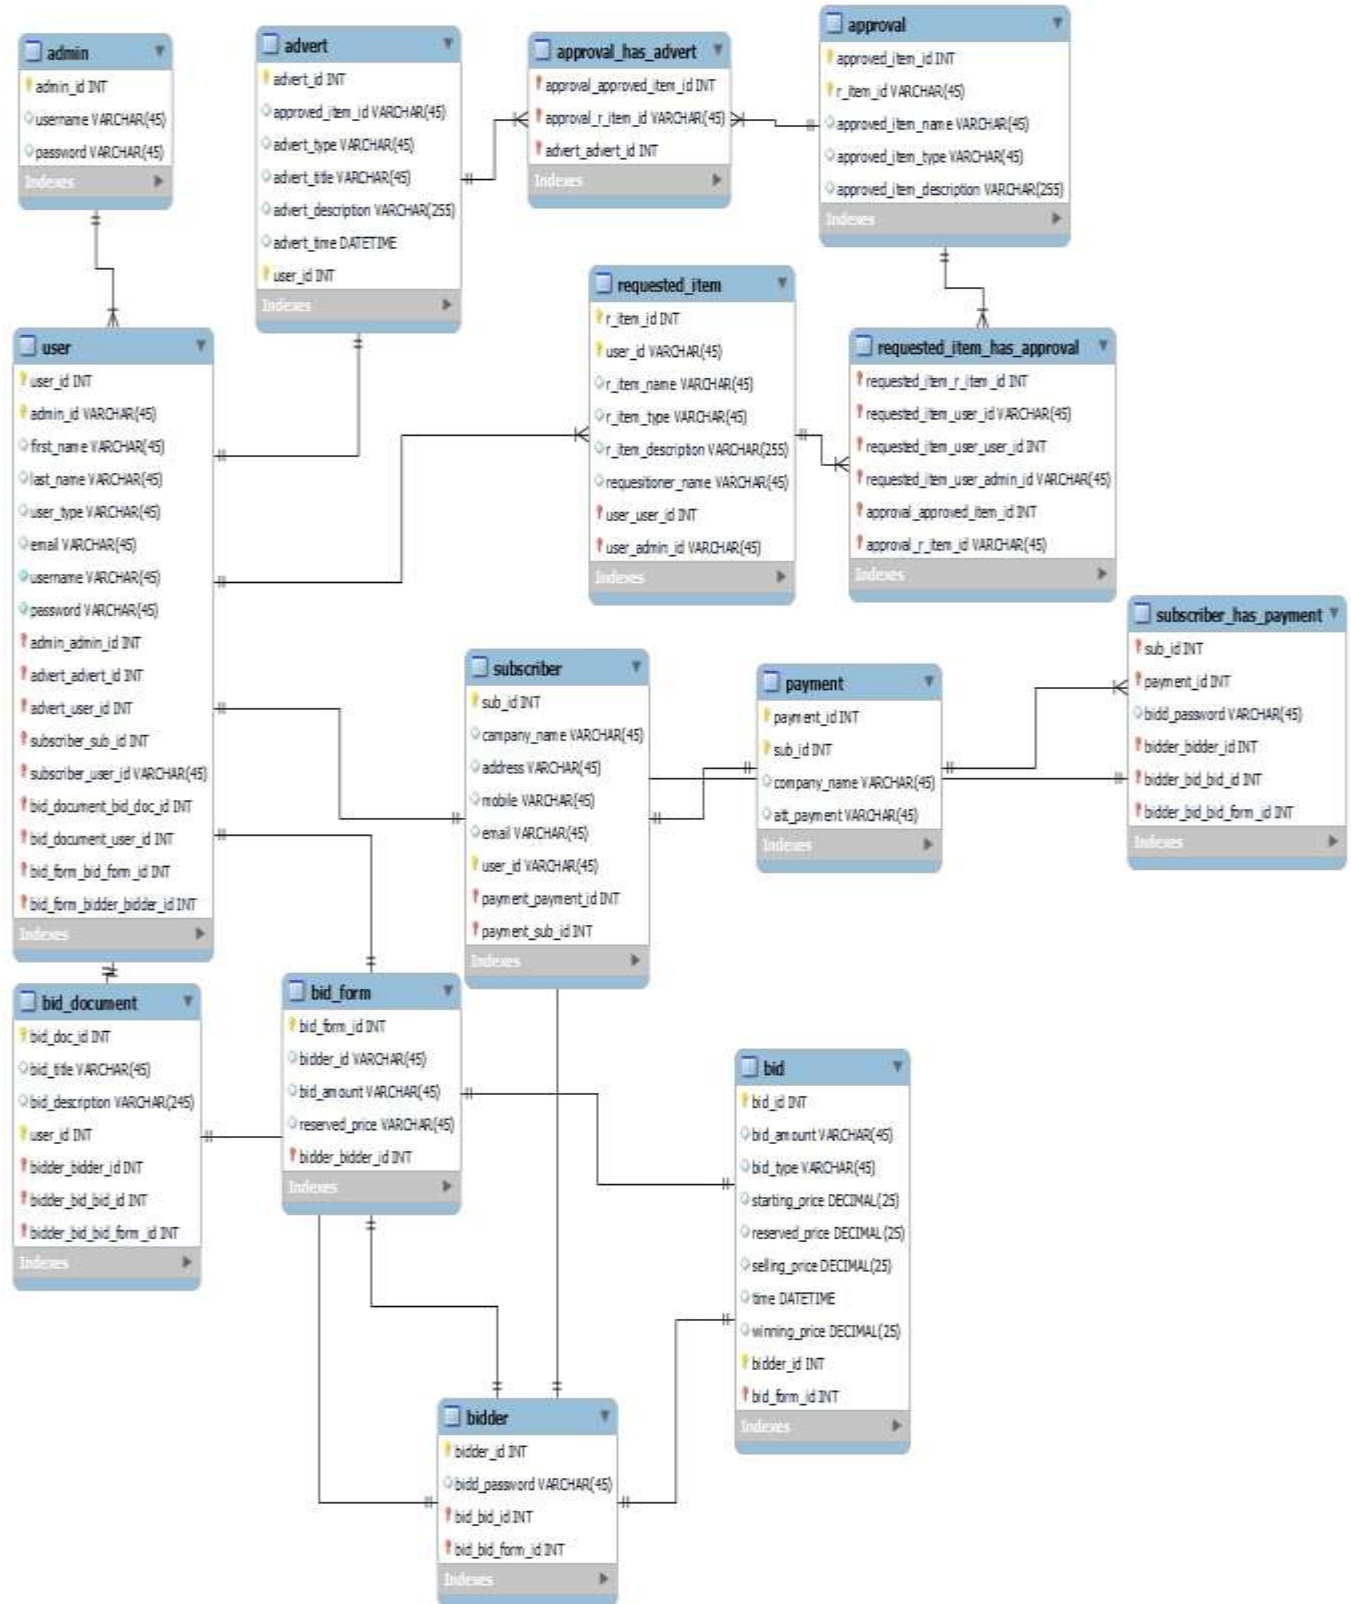 admin
admin_id INT
username VARCHAR(45)
password VARCHAR(45)
Indexes
advert
advert_id INT
approved_item_id VARCHAR(45)
advert_type VARCHAR(45)
advert_title VARCHAR(45)
advert_description VARCHAR(255)
advert_time DATETIME
user_id INT
Indexes
approval_has_advert
approval_approved_item_id INT
approval_r_item_id VARCHAR(45)
advert_advert_id INT
Indexes
approval
approved_item_id INT
r_item_id VARCHAR(45)
approved_item_name VARCHAR(45)
approved_item_type VARCHAR(45)
approved_item_description VARCHAR(255)
Indexes
user
user_id INT
admin_id VARCHAR(45)
first_name VARCHAR(45)
last_name VARCHAR(45)
user_type VARCHAR(45)
email VARCHAR(45)
username VARCHAR(45)
password VARCHAR(45)
admin_admin_id INT
advert_advert_id INT
advert_user_id INT
subscriber_sub_id INT
subscriber_user_id VARCHAR(45)
bid_document_bid_doc_id INT
bid_document_user_id INT
bid_form_bid_form_id INT
bid_form_bidder_bidder_id INT
Indexes
requested_item
r_item_id INT
user_id VARCHAR(45)
r_item_name VARCHAR(45)
r_item_type VARCHAR(45)
r_item_description VARCHAR(255)
requesitioner_name VARCHAR(45)
user_user_id INT
user_admin_id VARCHAR(45)
Indexes
requested_item_has_approval
requested_item_r_item_id INT
requested_item_user_id VARCHAR(45)
requested_item_user_user_id INT
requested_item_user_admin_id VARCHAR(45)
approval_approved_item_id INT
approval_r_item_id VARCHAR(45)
Indexes
subscriber
sub_id INT
campany_name VARCHAR(45)
address VARCHAR(45)
mobile VARCHAR(45)
email VARCHAR(45)
user_id VARCHAR(45)
payment_payment_id INT
payment_sub_id INT
Indexes
payment
payment_id INT
sub_id INT
company_name VARCHAR(45)
att_payment VARCHAR(45)
Indexes
subscriber_has_payment
sub_id INT
payment_id INT
bidd_password VARCHAR(45)
bidder_bidder_id INT
bidder_bid_bid_id INT
bidder_bid_bid_form_id INT
Indexes
bid_document
bid_doc_id INT
bid_title VARCHAR(45)
bid_description VARCHAR(245)
user_id INT
bidder_bidder_id INT
bidder_bid_bid_id INT
bidder_bid_bid_form_id INT
Indexes
bid_form
bid_form_id INT
bidder_id VARCHAR(45)
bid_amount VARCHAR(45)
reserved_price VARCHAR(45)
bidder_bidder_id INT
Indexes
bid
bid_id INT
bid_amount VARCHAR(45)
bid_type VARCHAR(45)
starting_price DECIMAL(25)
reserved_price DECIMAL(25)
selling_price DECIMAL(25)
time DATETIME
winning_price DECIMAL(25)
bidder_id INT
bid_form_id INT
Indexes
bidder
bidder_id INT
bidd_password VARCHAR(45)
bid_bid_id INT
bid_bid_form_id INT
Indexes